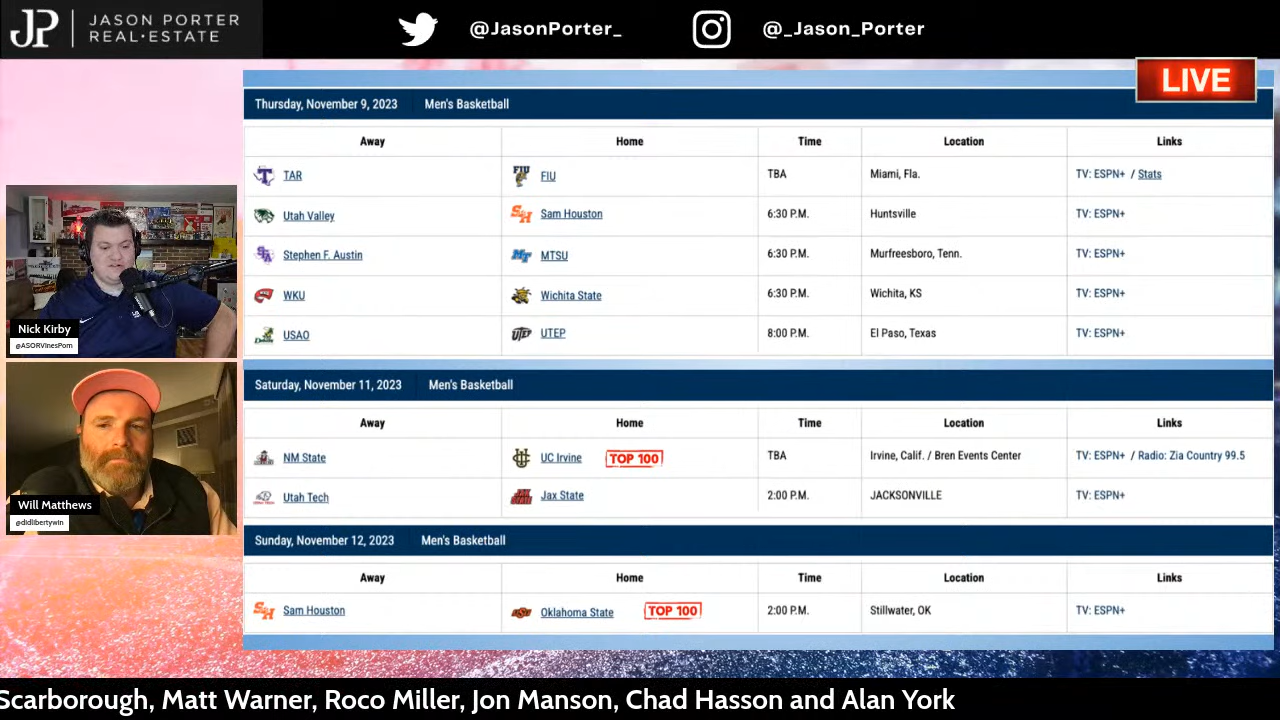 JP | JASON PORTER
REAL•ESTATE
@JasonPorter_
@_Jason_Porter
LIVE
Thursday, November 9, 2023 Men's Basketball
Away Home Time Location Links
TAR FIU TBA Miami, Fla. TV: ESPN+ / Stats
Utah Valley Sam Houston 6:30 P.M. Huntsville TV: ESPN+
Stephen F. Austin MTSU 6:30 P.M. Murfreesboro, Tenn. TV: ESPN+
WKU Wichita State 6:30 P.M. Wichita, KS TV: ESPN+
USAO UTEP 8:00 P.M. El Paso, Texas TV: ESPN+
Saturday, November 11, 2023 Men's Basketball
Away Home Time Location Links
NM State UC Irvine TOP 100 TBA Irvine, Calif. / Bren Events Center TV: ESPN+ / Radio: Zia Country 99.5
Utah Tech Jax State 2:00 P.M. JACKSONVILLE TV: ESPN+
Sunday, November 12, 2023 Men's Basketball
Away Home Time Location Links
Sam Houston Oklahoma State TOP 100 2:00 P.M. Stillwater, OK TV: ESPN+
Nick Kirby
@ASORVinesPom
Will Matthews
@didlibertywin
Scarborough, Matt Warner, Roco Miller, Jon Manson, Chad Hasson and Alan York